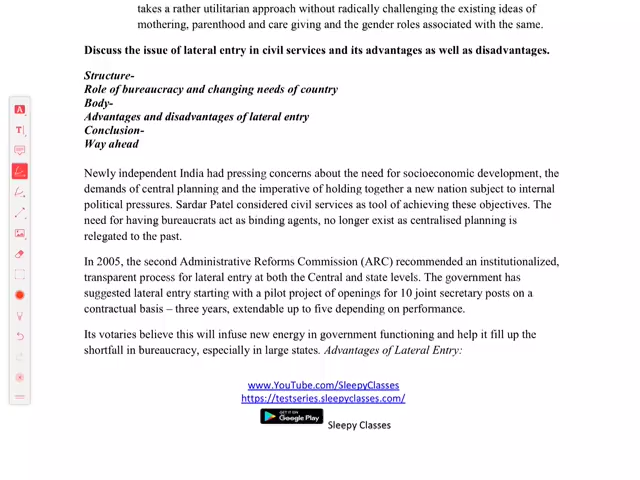 takes a rather utilitarian approach without radically challenging the existing ideas of
mothering, parenthood and care giving and the gender roles associated with the same.
Discuss the issue of lateral entry in civil services and its advantages as well as disadvantages.
Structure-
Role of bureaucracy and changing needs of country
Body-
Advantages and disadvantages of lateral entry
Conclusion-
Way ahead
Newly independent India had pressing concerns about the need for socioeconomic development, the
demands of central planning and the imperative of holding together a new nation subject to internal
political pressures. Sardar Patel considered civil services as tool of achieving these objectives. The
need for having bureaucrats act as binding agents, no longer exist as centralised planning is
relegated to the past.
In 2005, the second Administrative Reforms Commission (ARC) recommended an institutionalized,
transparent process for lateral entry at both the Central and state levels. The government has
suggested lateral entry starting with a pilot project of openings for 10 joint secretary posts on a
contractual basis – three years, extendable up to five depending on performance.
Its votaries believe this will infuse new energy in government functioning and help it fill up the
shortfall in bureaucracy, especially in large states. Advantages of Lateral Entry:
www.YouTube.com/SleepyClasses
https://testseries.sleepyclasses.com/
GET IT ON
Google Play
Sleepy Classes
A
T